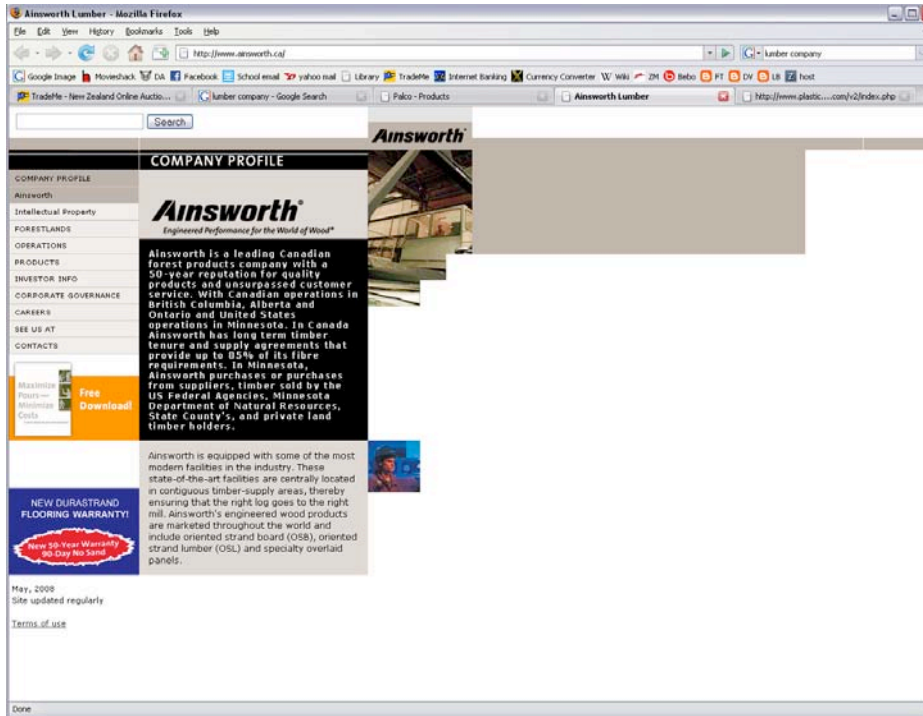 Ainsworth Lumber - Mozilla Firefox
File Edit View History Bookmarks Tools Help
http://www.ainsworth.ca/
lumber company
Google Image Movieshack DA Facebook School email yahoo mail Library TradeMe Internet Banking Currency Converter Wiki ZM Bebo PT DV LB host
TradeMe - New Zealand Online Auctio... lumber company - Google Search Palco - Products Ainsworth Lumber http://www.plastic....com/v2/index.php
Search
AINSWORTH
COMPANY PROFILE
COMPANY PROFILE
Ainsworth
Intellectual Property
FORESTLANDS
OPERATIONS
PRODUCTS
INVESTOR INFO
CORPORATE GOVERNANCE
CAREERS
SEE US AT
CONTACTS
AINSWORTH®
Engineered Performance for the World of Wood®
Ainsworth is a leading Canadian
forest products company with a
50-year reputation for quality
products and unsurpassed customer
service. With Canadian operations in
British Columbia, Alberta and
Ontario and United States
operations in Minnesota. In Canada
Ainsworth has long term timber
tenure and supply agreements that
provide up to 85% of its fibre
requirements. In Minnesota,
Ainsworth purchases or purchases
from suppliers, timber sold by the
US Federal Agencies, Minnesota
Department of Natural Resources,
State County's, and private land
timber holders.
Maximize
Pours—
Minimize
Costs
Free
Download!
Ainsworth is equipped with some of the most
modern facilities in the industry. These
state-of-the-art facilities are centrally located
in contiguous timber-supply areas, thereby
ensuring that the right log goes to the right
mill. Ainsworth's engineered wood products
are marketed throughout the world and
include oriented strand board (OSB), oriented
strand lumber (OSL) and specialty overlaid
panels.
NEW DURASTRAND
FLOORING WARRANTY!
New 50-Year Warranty
90-Day No Sand
May, 2008
Site updated regularly
Terms of use
Done